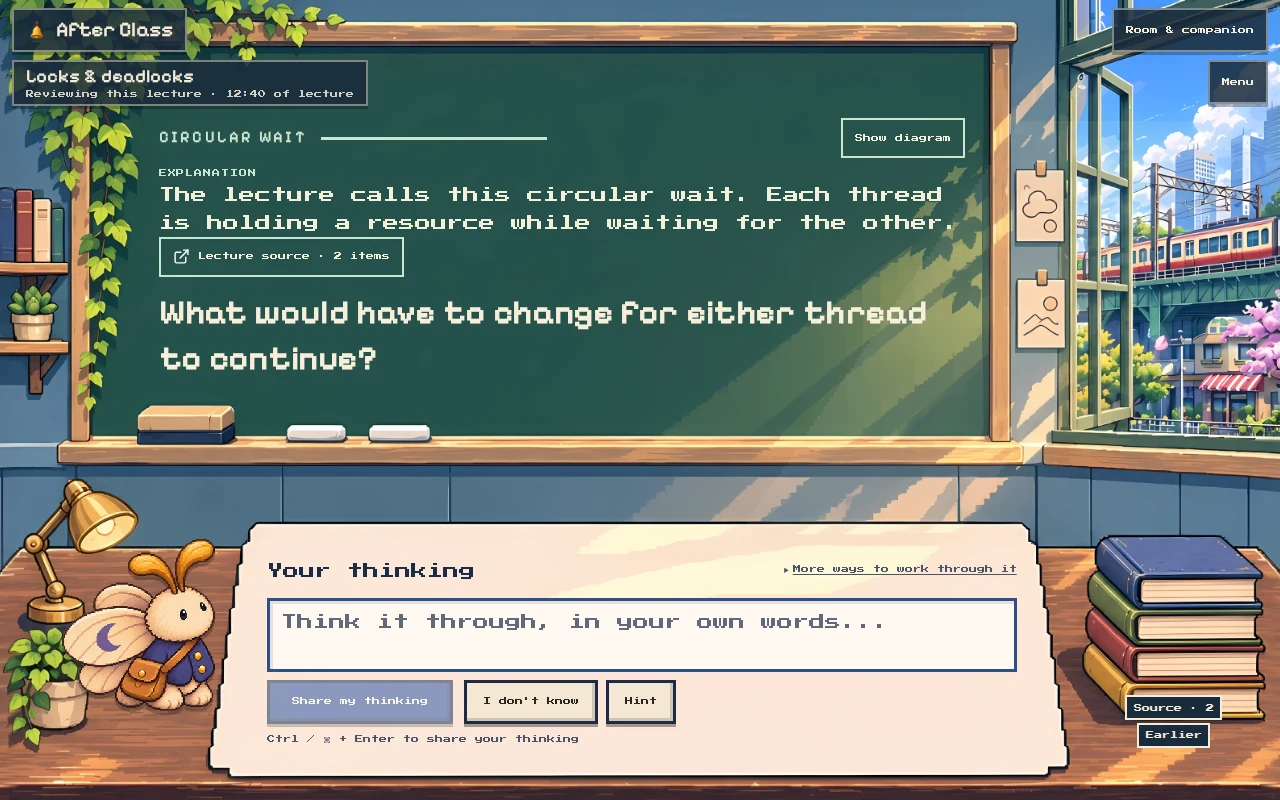 After Class
Room & companion
Locks & deadlocks
Reviewing this lecture · 12:40 of lecture
Menu
CIRCULAR WAIT
Show diagram
EXPLANATION
The lecture calls this circular wait. Each thread
is holding a resource while waiting for the other.
Lecture source · 2 items
What would have to change for either thread
to continue?
Your thinking
More ways to work through it
Think it through, in your own words...
Share my thinking
I don't know
Hint
Ctrl / ⌘ + Enter to share your thinking
Source · 2
Earlier